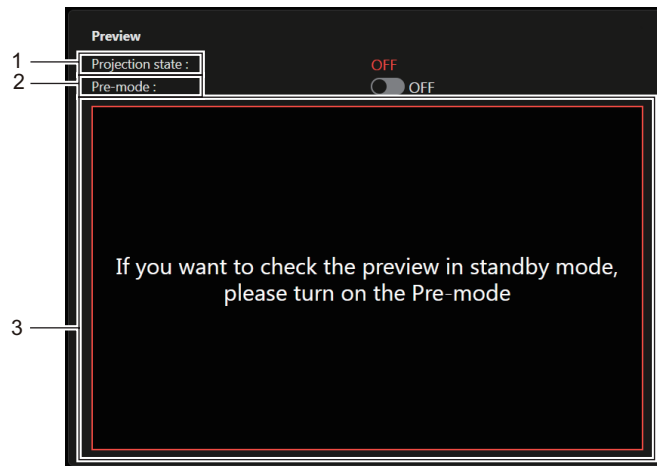 Preview
1 Projection state : OFF
2 Pre-mode : OFF
If you want to check the preview in standby mode,
please turn on the Pre-mode
3